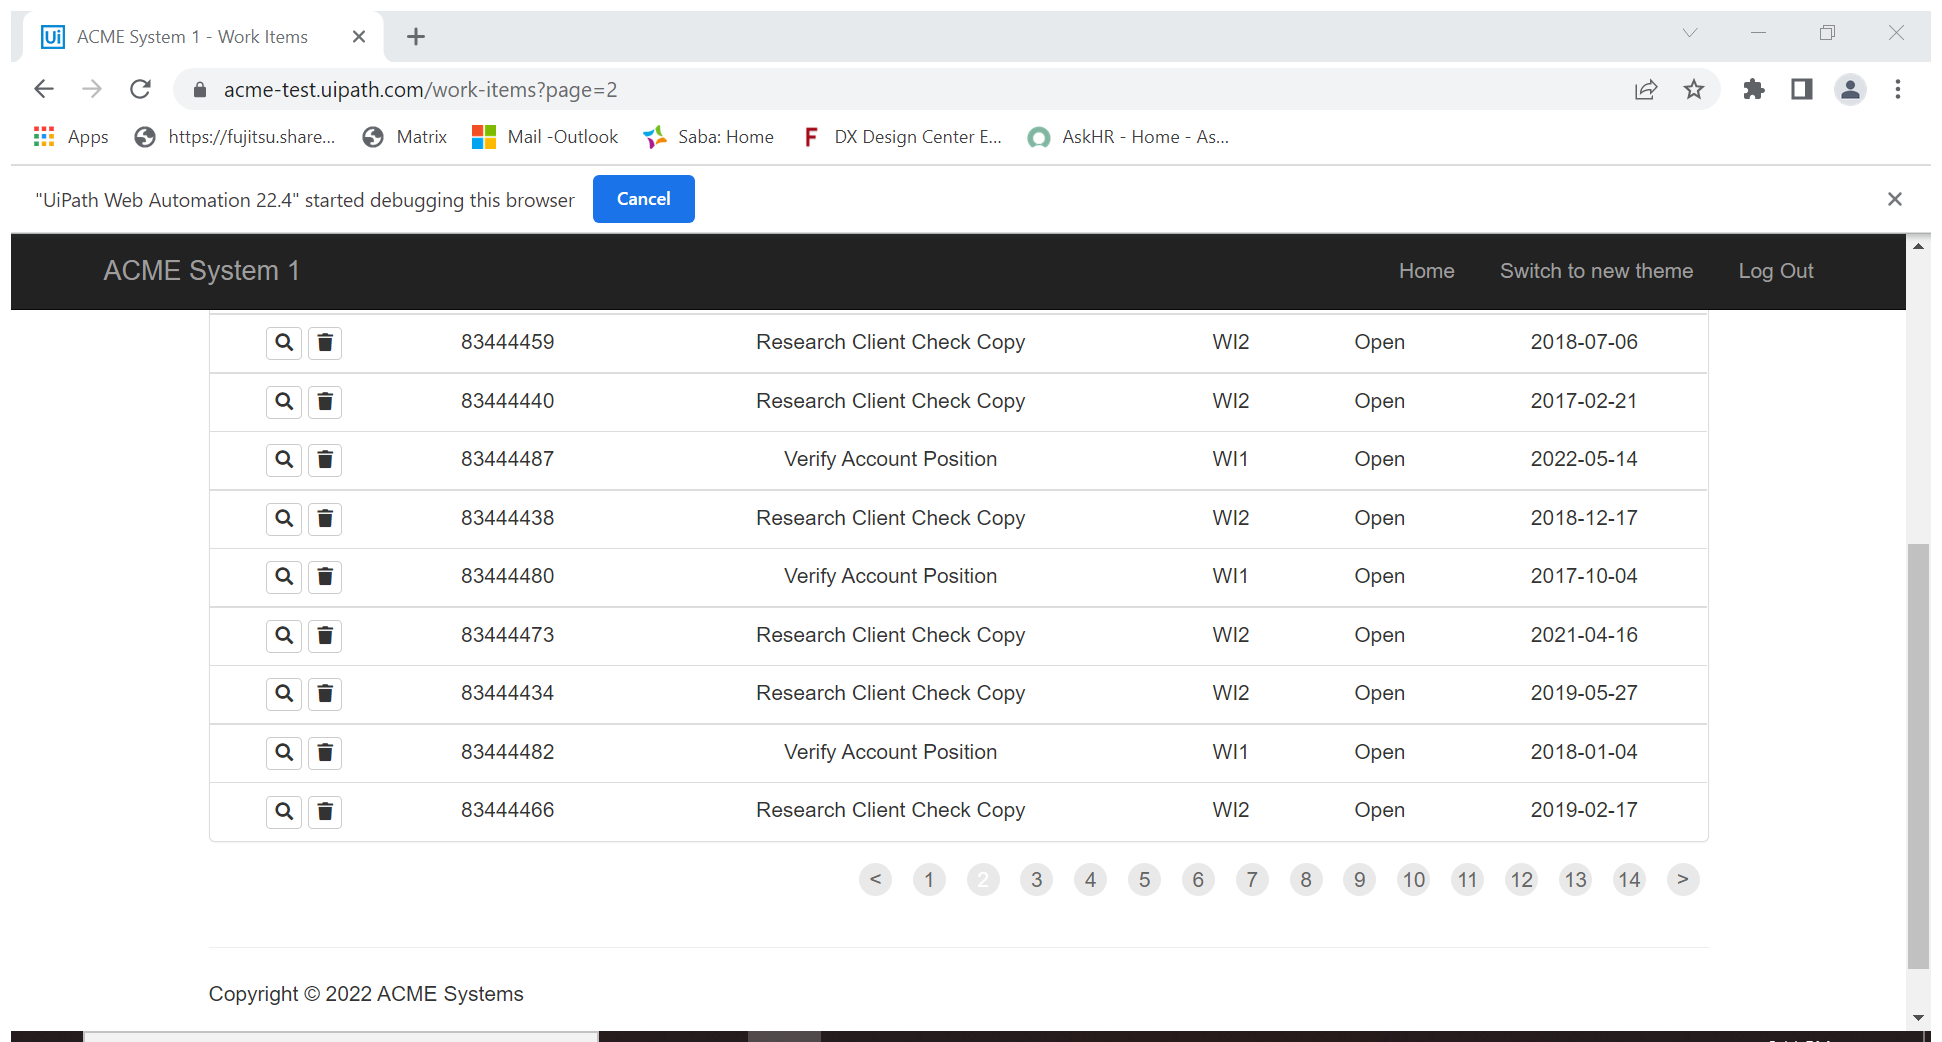 Ui ACME System 1 - Work Items
acme-test.uipath.com/work-items?page=2
Apps https://fujitsu.share... Matrix Mail -Outlook Saba: Home F DX Design Center E... AskHR - Home - As...
"UiPath Web Automation 22.4" started debugging this browser Cancel
ACME System 1 Home Switch to new theme Log Out
83444459 Research Client Check Copy WI2 Open 2018-07-06
83444440 Research Client Check Copy WI2 Open 2017-02-21
83444487 Verify Account Position WI1 Open 2022-05-14
83444438 Research Client Check Copy WI2 Open 2018-12-17
83444480 Verify Account Position WI1 Open 2017-10-04
83444473 Research Client Check Copy WI2 Open 2021-04-16
83444434 Research Client Check Copy WI2 Open 2019-05-27
83444482 Verify Account Position WI1 Open 2018-01-04
83444466 Research Client Check Copy WI2 Open 2019-02-17
< 1 2 3 4 5 6 7 8 9 10 11 12 13 14 >
Copyright © 2022 ACME Systems